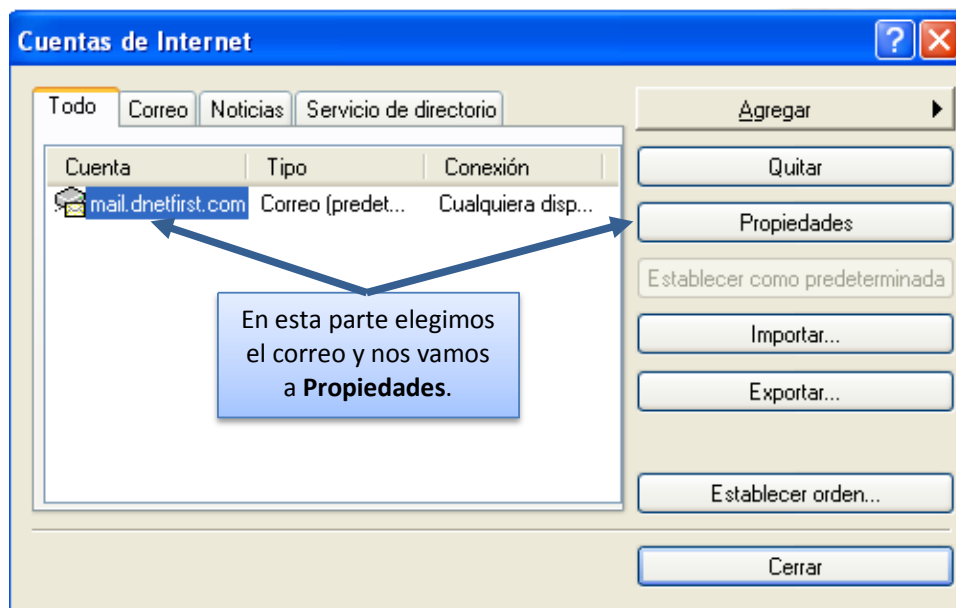 Cuentas de Internet
Todo Correo Noticias Servicio de directorio
Cuenta Tipo Conexión
mail.dnetfirst.com Correo (predet... Cualquiera disp...
En esta parte elegimos
el correo y nos vamos
a Propiedades.
Agregar
Quitar
Propiedades
Establecer como predeterminada
Importar...
Exportar...
Establecer orden...
Cerrar